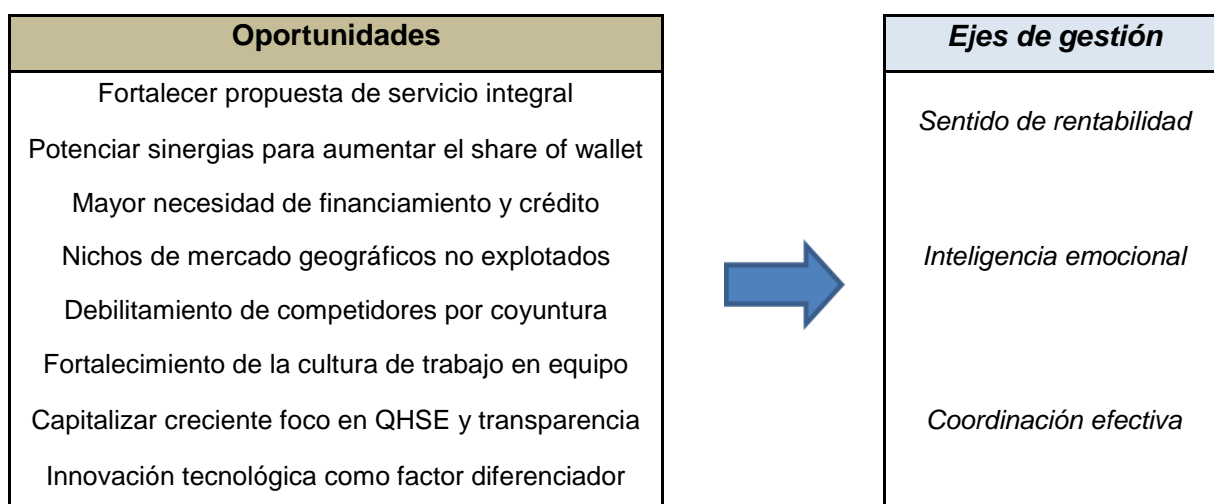 Oportunidades
Fortalecer propuesta de servicio integral
Potenciar sinergias para aumentar el share of wallet
Mayor necesidad de financiamiento y crédito
Nichos de mercado geográficos no explotados
Debilitamiento de competidores por coyuntura
Fortalecimiento de la cultura de trabajo en equipo
Capitalizar creciente foco en QHSE y transparencia
Innovación tecnológica como factor diferenciador
Ejes de gestión
Sentido de rentabilidad
Inteligencia emocional
Coordinación efectiva